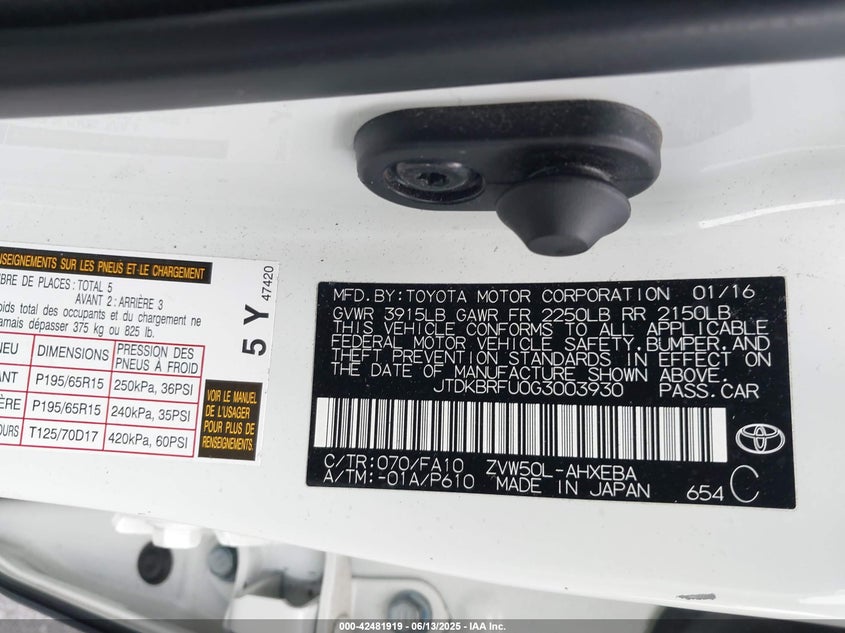 NSEIGNEMENTS SUR LES PNEUS ET LE CHARGEMENT
BRE DE PLACES: TOTAL 5
AVANT 2: ARRIÈRE 3
oids total des occupants et du chargement ne
amais dépasser 375 kg ou 825 lb.
NEU DIMENSIONS PRESSION DES PNEUS À FROID
ANT P195/65R15 250kPa, 36PSI
ÈRE P195/65R15 240kPa, 35PSI
OURS T125/70D17 420kPa, 60PSI
VOIR LE MANUEL
DE L'USAGER
POUR PLUS DE
RENSEIGNEMENTS.
5 Y 47420
MFD. BY: TOYOTA MOTOR CORPORATION 01/16
GVWR 3915LB GAWR FR 2250LB RR 2150LB
THIS VEHICLE CONFORMS TO ALL APPLICABLE
FEDERAL MOTOR VEHICLE SAFETY, BUMPER, AND
THEFT PREVENTION STANDARDS IN EFFECT ON
THE DATE OF MANUFACTURE SHOWN ABOVE.
JTDKBRFU0G3003930 PASS. CAR
C/TR: 070/FA10 ZVW50L-AHXEBA
A/TM: -01A/P610 MADE IN JAPAN 654 C
000-42481919 - 06/13/2025 - IAA Inc.